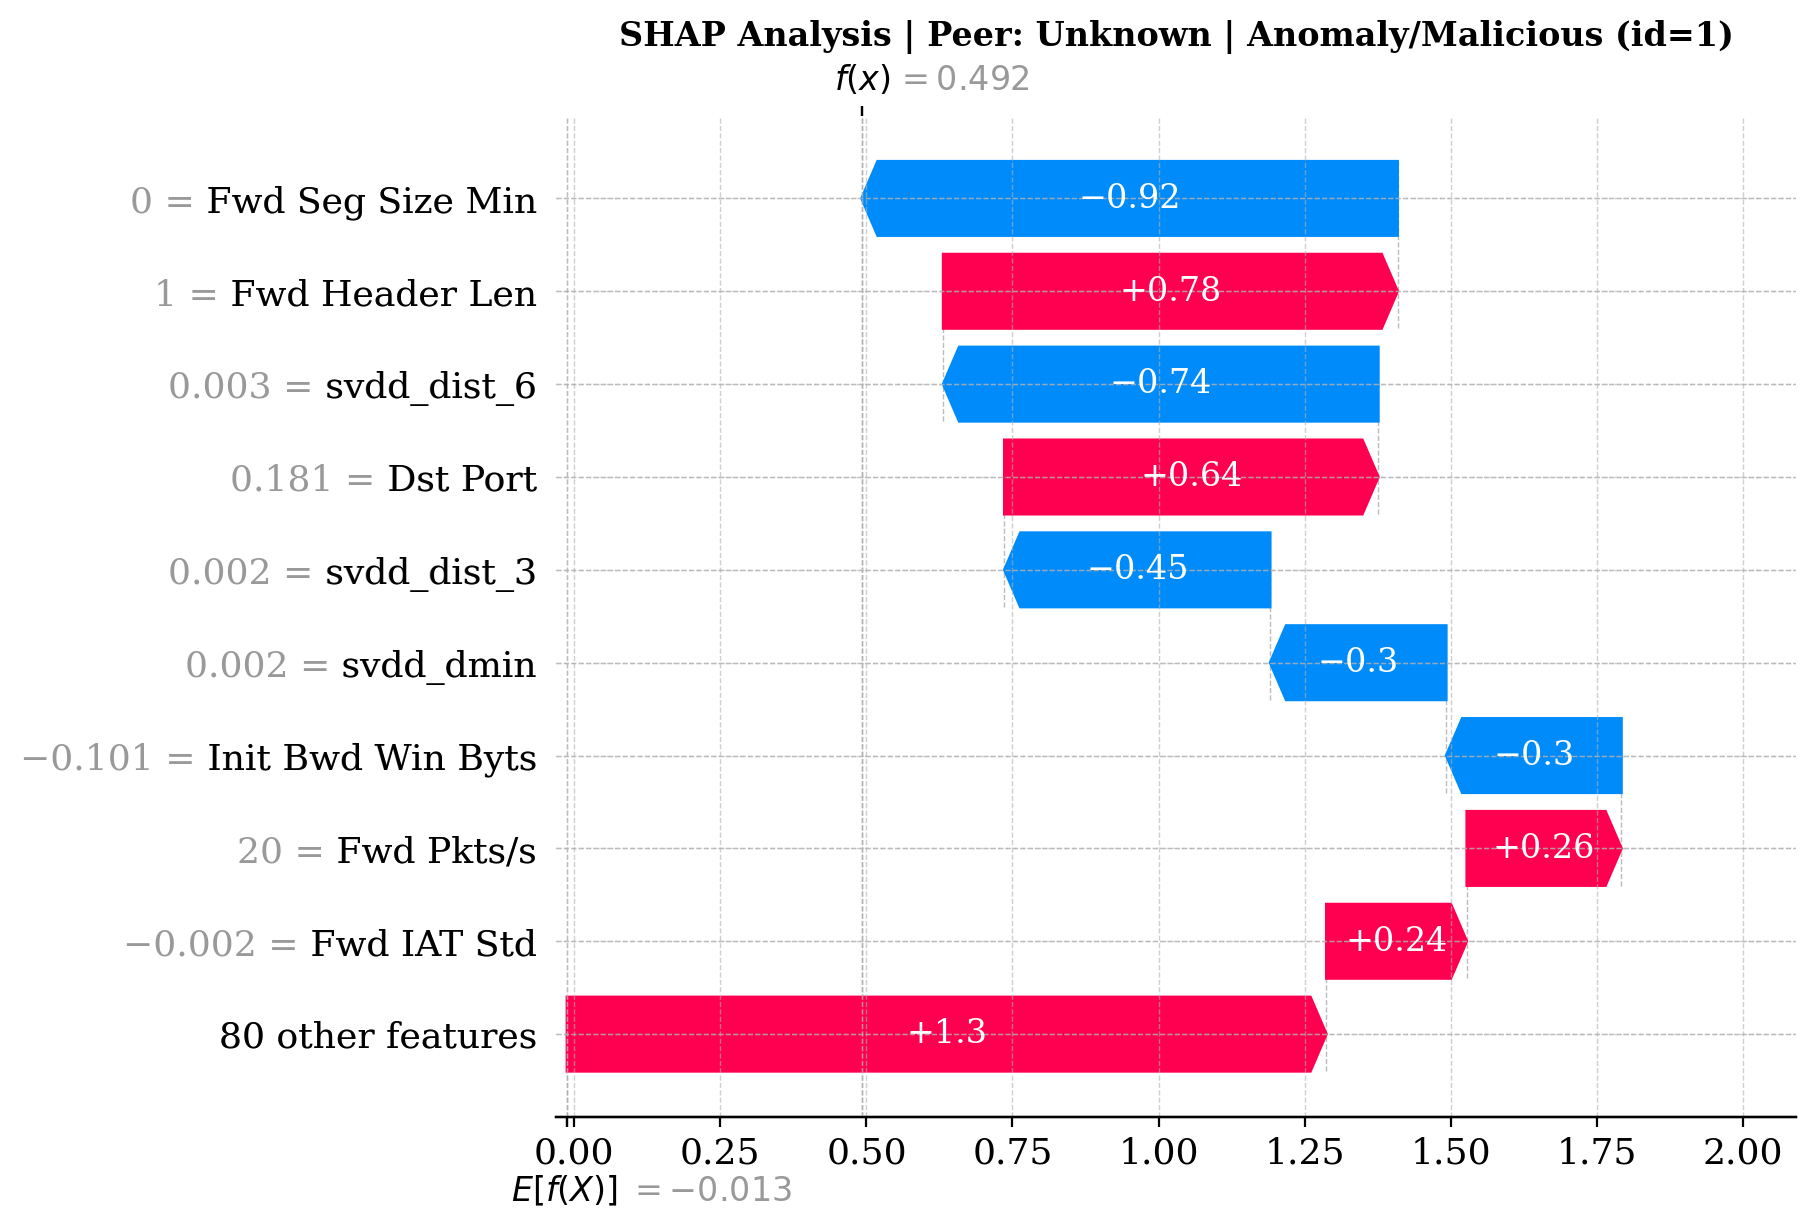 SHAP Analysis | Peer: Unknown | Anomaly/Malicious (id=1)
f(x) = 0.492
0 = Fwd Seg Size Min
−0.92
1 = Fwd Header Len
+0.78
0.003 = svdd_dist_6
−0.74
0.181 = Dst Port
+0.64
0.002 = svdd_dist_3
−0.45
0.002 = svdd_dmin
−0.3
−0.101 = Init Bwd Win Byts
−0.3
20 = Fwd Pkts/s
+0.26
−0.002 = Fwd IAT Std
+0.24
80 other features
+1.3
0.00 0.25 0.50 0.75 1.00 1.25 1.50 1.75 2.00
E[f(X)] = −0.013